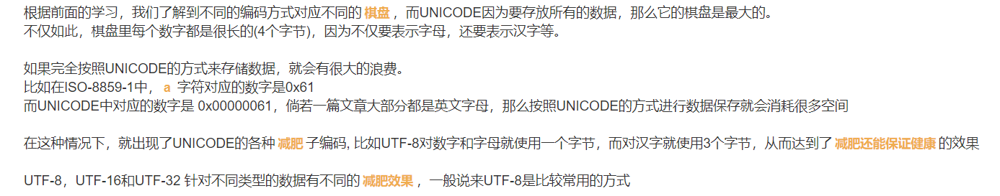 根据前面的学习，我们了解到不同的编码方式对应不同的 棋盘 ，而UNICODE因为要存放所有的数据，那么它的棋盘是最大的。
不仅如此，棋盘里每个数字都是很长的(4个字节)，因为不仅要表示字母，还要表示汉字等。
如果完全按照UNICODE的方式来存储数据，就会有很大的浪费。
比如在ISO-8859-1中， a 字符对应的数字是0x61
而UNICODE中对应的数字是 0x00000061，倘若一篇文章大部分都是英文字母，那么按照UNICODE的方式进行数据保存就会消耗很多空间
在这种情况下，就出现了UNICODE的各种 减肥 子编码, 比如UTF-8对数字和字母就使用一个字节，而对汉字就使用3个字节，从而达到了 减肥还能保证健康 的效果
UTF-8，UTF-16和UTF-32 针对不同类型的数据有不同的 减肥效果 ，一般说来UTF-8是比较常用的方式